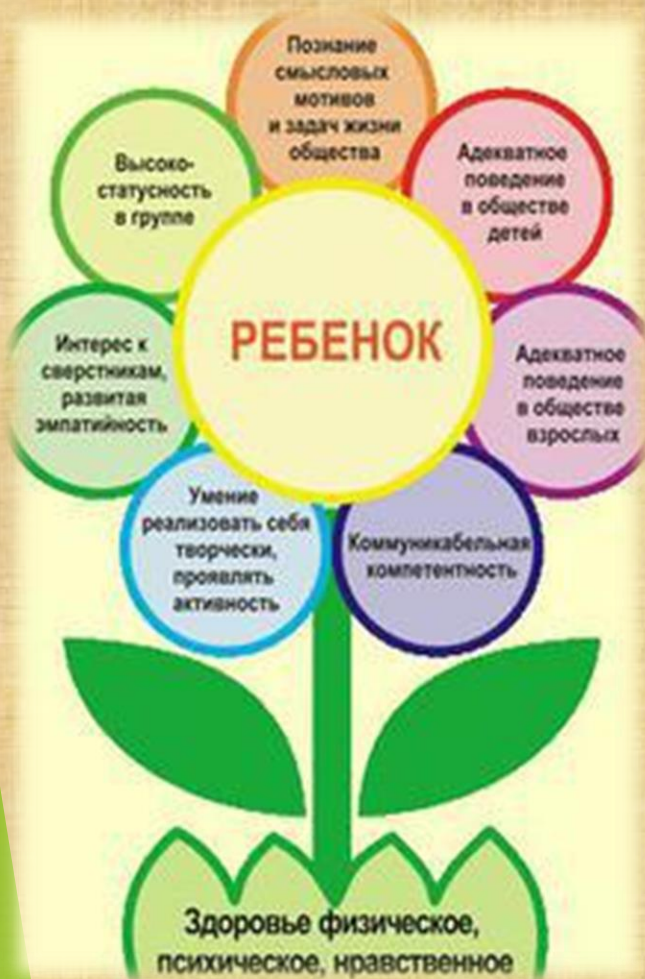 Познание
смысловых
мотивов
и задач жизни
общества
Высоко-
статусность
в группе
Адекватное
поведение
в обществе
детей
РЕБЕНОК
Интерес к
сверстникам,
развитая
эмпатийность
Адекватное
поведение
в обществе
взрослых
Умение
реализовать себя
творчески,
проявлять
активность
Коммуникабельная
компетентность
Здоровье физическое,
психическое, нравственное